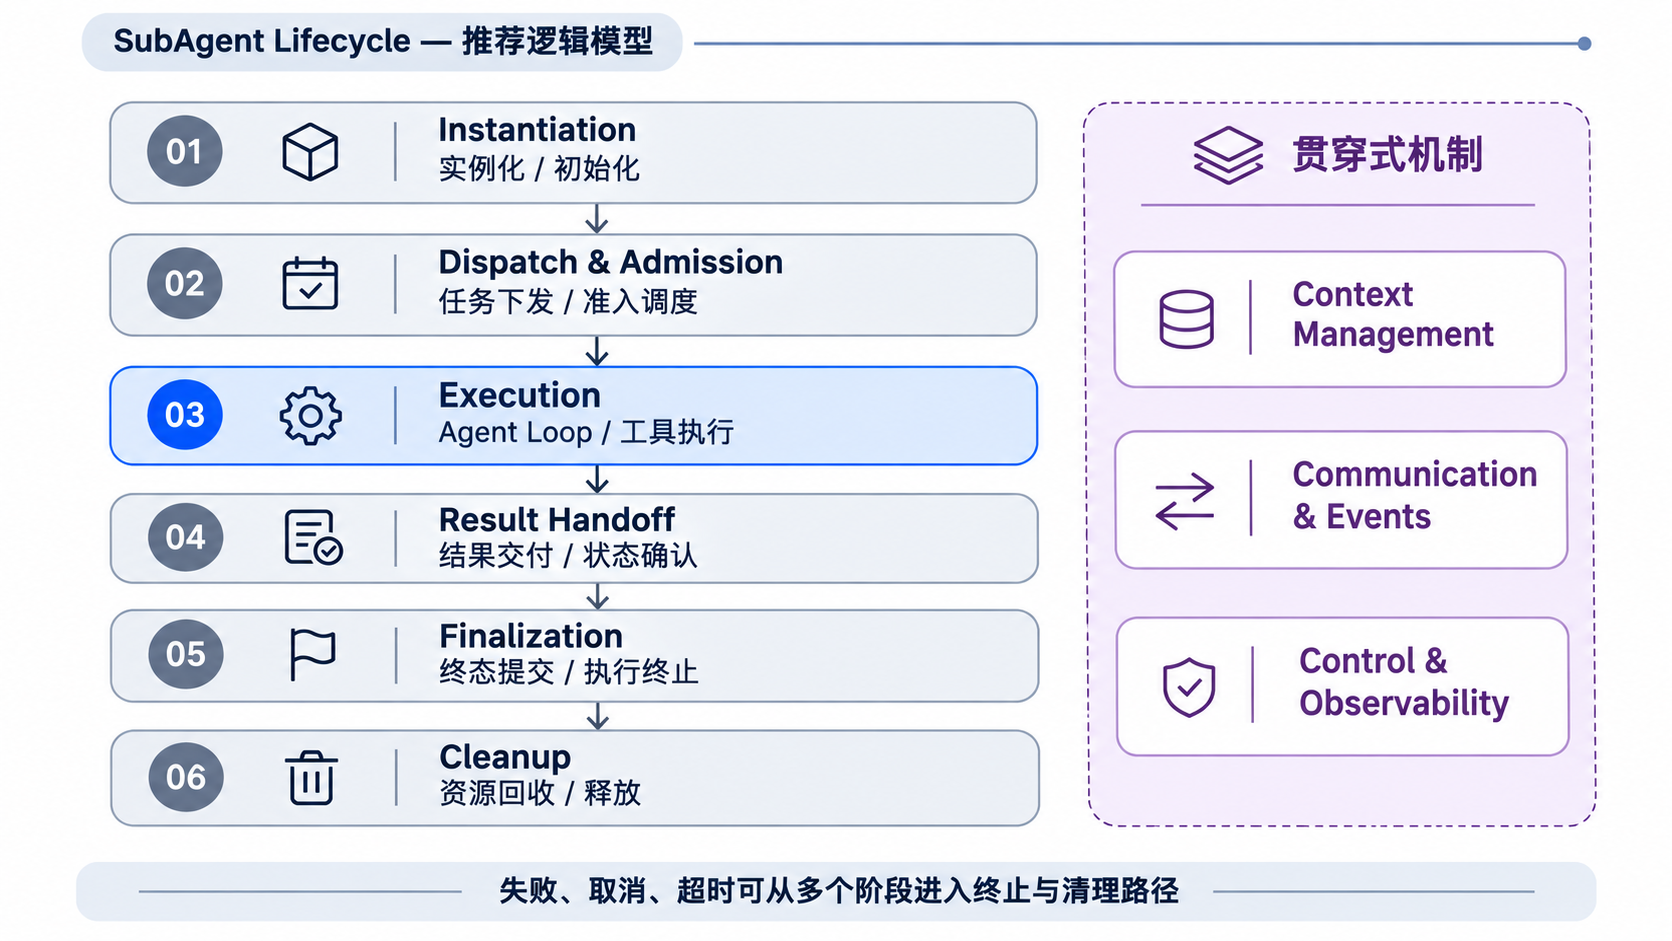 SubAgent Lifecycle — 推荐逻辑模型
01
Instantiation
实例化 / 初始化
02
Dispatch & Admission
任务下发 / 准入调度
03
Execution
Agent Loop / 工具执行
04
Result Handoff
结果交付 / 状态确认
05
Finalization
终态提交 / 执行终止
06
Cleanup
资源回收 / 释放
贯穿式机制
Context
Management
Communication
& Events
Control &
Observability
失败、取消、超时可从多个阶段进入终止与清理路径